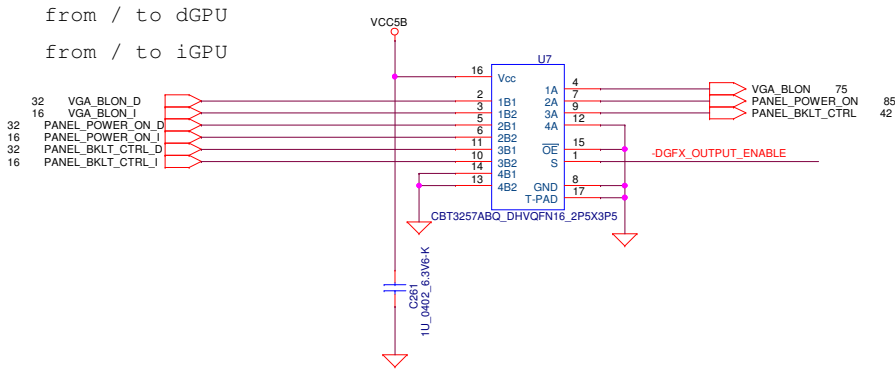 from / to dGPU
from / to iGPU
VCC5B
U7
16 Vcc
32 VGA_BLON_D 2 1B1
16 VGA_BLON_I 3 1B2
32 PANEL_POWER_ON_D 5 2B1
16 PANEL_POWER_ON_I 6 2B2
32 PANEL_BKLT_CTRL_D 11 3B1
16 PANEL_BKLT_CTRL_I 10 3B2
14 4B1
13 4B2
1A 4 VGA_BLON 75
2A 7 PANEL_POWER_ON 85
3A 9 PANEL_BKLT_CTRL 42
4A 12
OE 15
S 1 -DGFX_OUTPUT_ENABLE
GND 8
T-PAD 17
CBT3257ABQ_DHVQFN16_2P5X3P5
C261
1U_0402_6.3V6-K